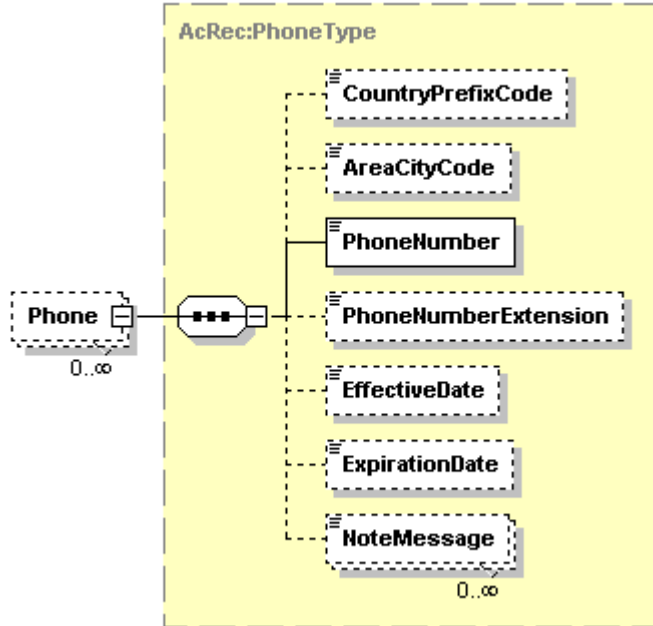 AcRec:PhoneType
CountryPrefixCode
AreaCityCode
PhoneNumber
Phone
0..∞
PhoneNumberExtension
EffectiveDate
ExpirationDate
NoteMessage
0..∞